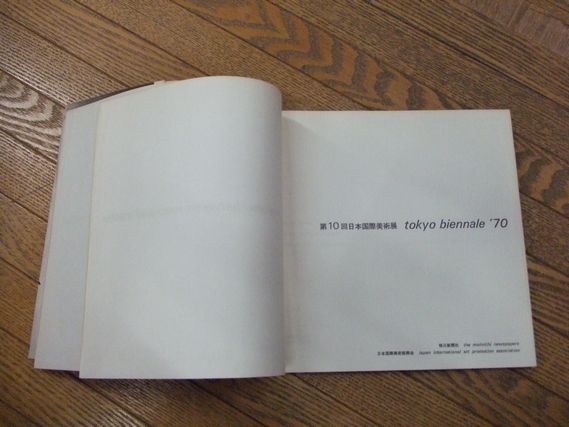 第10回日本国際美術展 tokyo biennale '70
毎日新聞社 the mainichi newspapers
日本国際美術振興会 japan international art promotion association